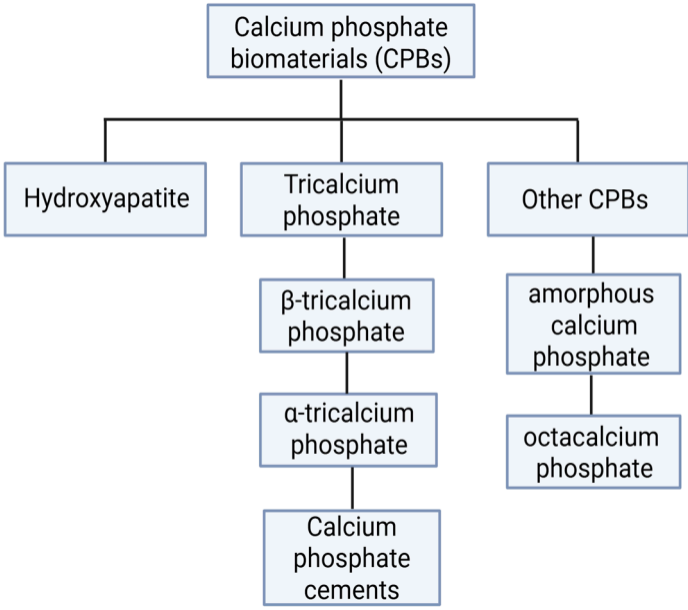 Calcium phosphate
biomaterials (CPBs)
Hydroxyapatite
Tricalcium
phosphate
Other CPBs
β-tricalcium
phosphate
amorphous
calcium
phosphate
α-tricalcium
phosphate
octacalcium
phosphate
Calcium
phosphate
cements